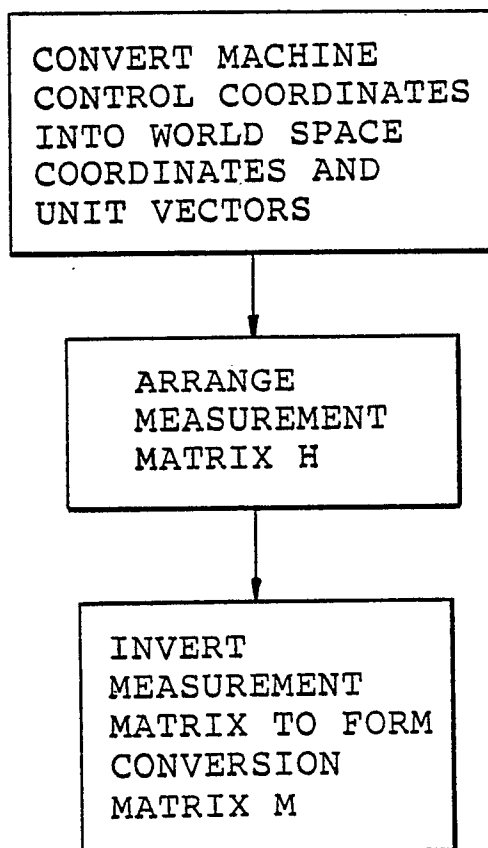 CONVERT MACHINE
CONTROL COORDINATES
INTO WORLD SPACE
COORDINATES AND
UNIT VECTORS
ARRANGE
MEASUREMENT
MATRIX H
INVERT
MEASUREMENT
MATRIX TO FORM
CONVERSION
MATRIX M